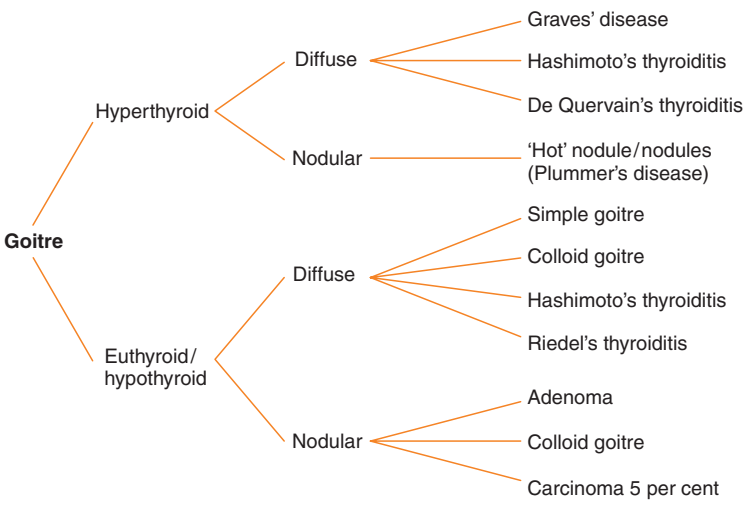 Graves’ disease
Diffuse
Hashimoto’s thyroiditis
Hyperthyroid
De Quervain’s thyroiditis
Nodular
‘Hot’ nodule/nodules
(Plummer’s disease)
Goitre
Simple goitre
Colloid goitre
Diffuse
Hashimoto’s thyroiditis
Riedel’s thyroiditis
Euthyroid/
hypothyroid
Adenoma
Nodular
Colloid goitre
Carcinoma 5 per cent